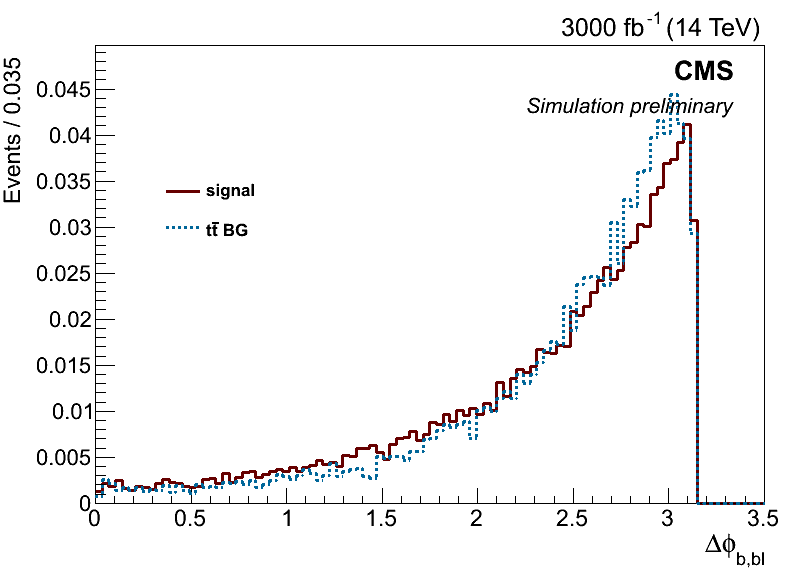 3000 fb⁻¹ (14 TeV)
CMS
Simulation preliminary
Events / 0.035
0.045
0.04
0.035
0.03
0.025
0.02
0.015
0.01
0.005
0
signal
tt̄ BG
0 0.5 1 1.5 2 2.5 3 3.5
Δϕb,bl